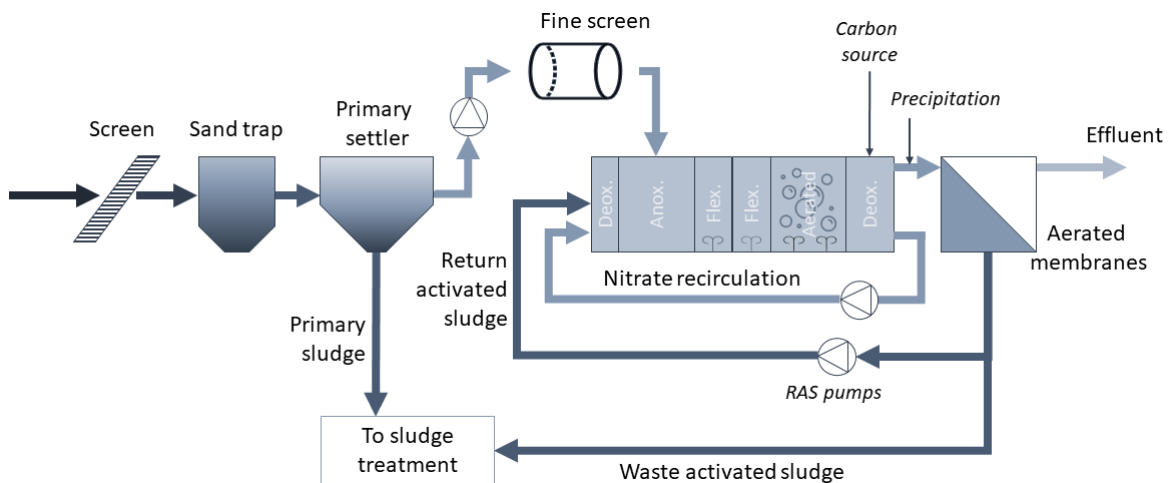 Fine screen
Carbon
source
Precipitation
Screen
Sand trap
Primary
settler
Effluent
Deox.
Anox.
Flex.
Flex.
Aerated
Deox.
Aerated
membranes
Return
activated
sludge
Nitrate recirculation
Primary
sludge
RAS pumps
To sludge
treatment
Waste activated sludge